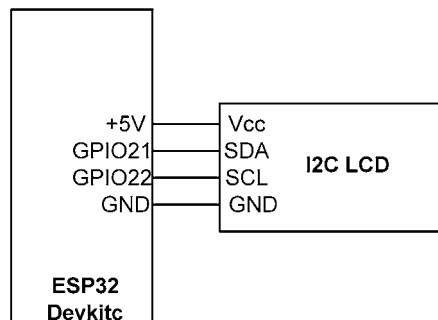 +5V Vcc
GPIO21 SDA
GPIO22 SCL
GND GND
I2C LCD
ESP32
Devkitc